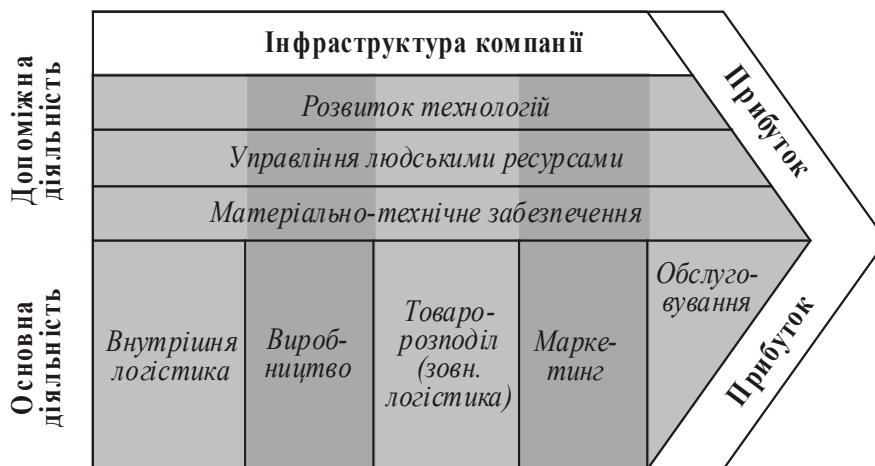 Допоміжна
діяльність
Інфраструктура компанії
Розвиток технологій
Управління людськими ресурсами
Матеріально-технічне забезпечення
Прибуток
Основна
діяльність
Внутрішня
логістика
Вироб-
ництво
Товаро-
розподіл
(зовн.
логістика)
Марке-
тинг
Обслуго-
вування
Прибуток